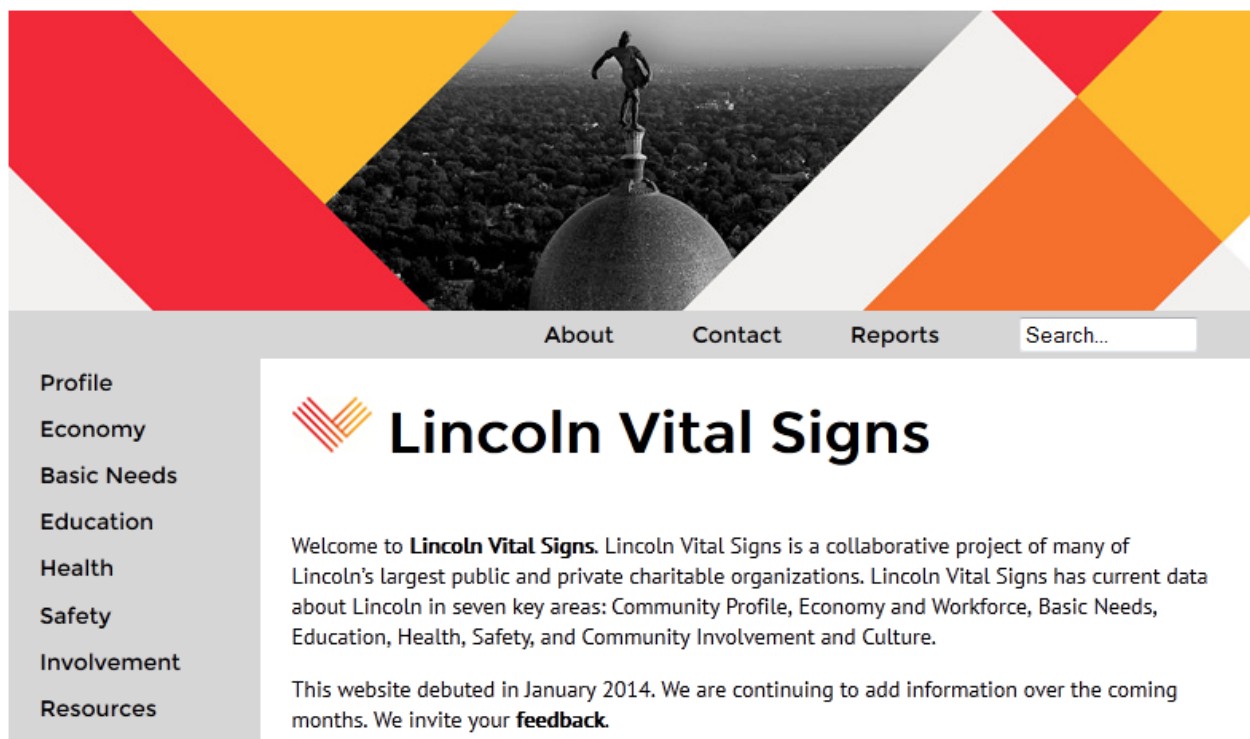 About Contact Reports Search...
Profile
Economy
Basic Needs
Education
Health
Safety
Involvement
Resources
Lincoln Vital Signs
Welcome to Lincoln Vital Signs. Lincoln Vital Signs is a collaborative project of many of
Lincoln's largest public and private charitable organizations. Lincoln Vital Signs has current data
about Lincoln in seven key areas: Community Profile, Economy and Workforce, Basic Needs,
Education, Health, Safety, and Community Involvement and Culture.
This website debuted in January 2014. We are continuing to add information over the coming
months. We invite your feedback.